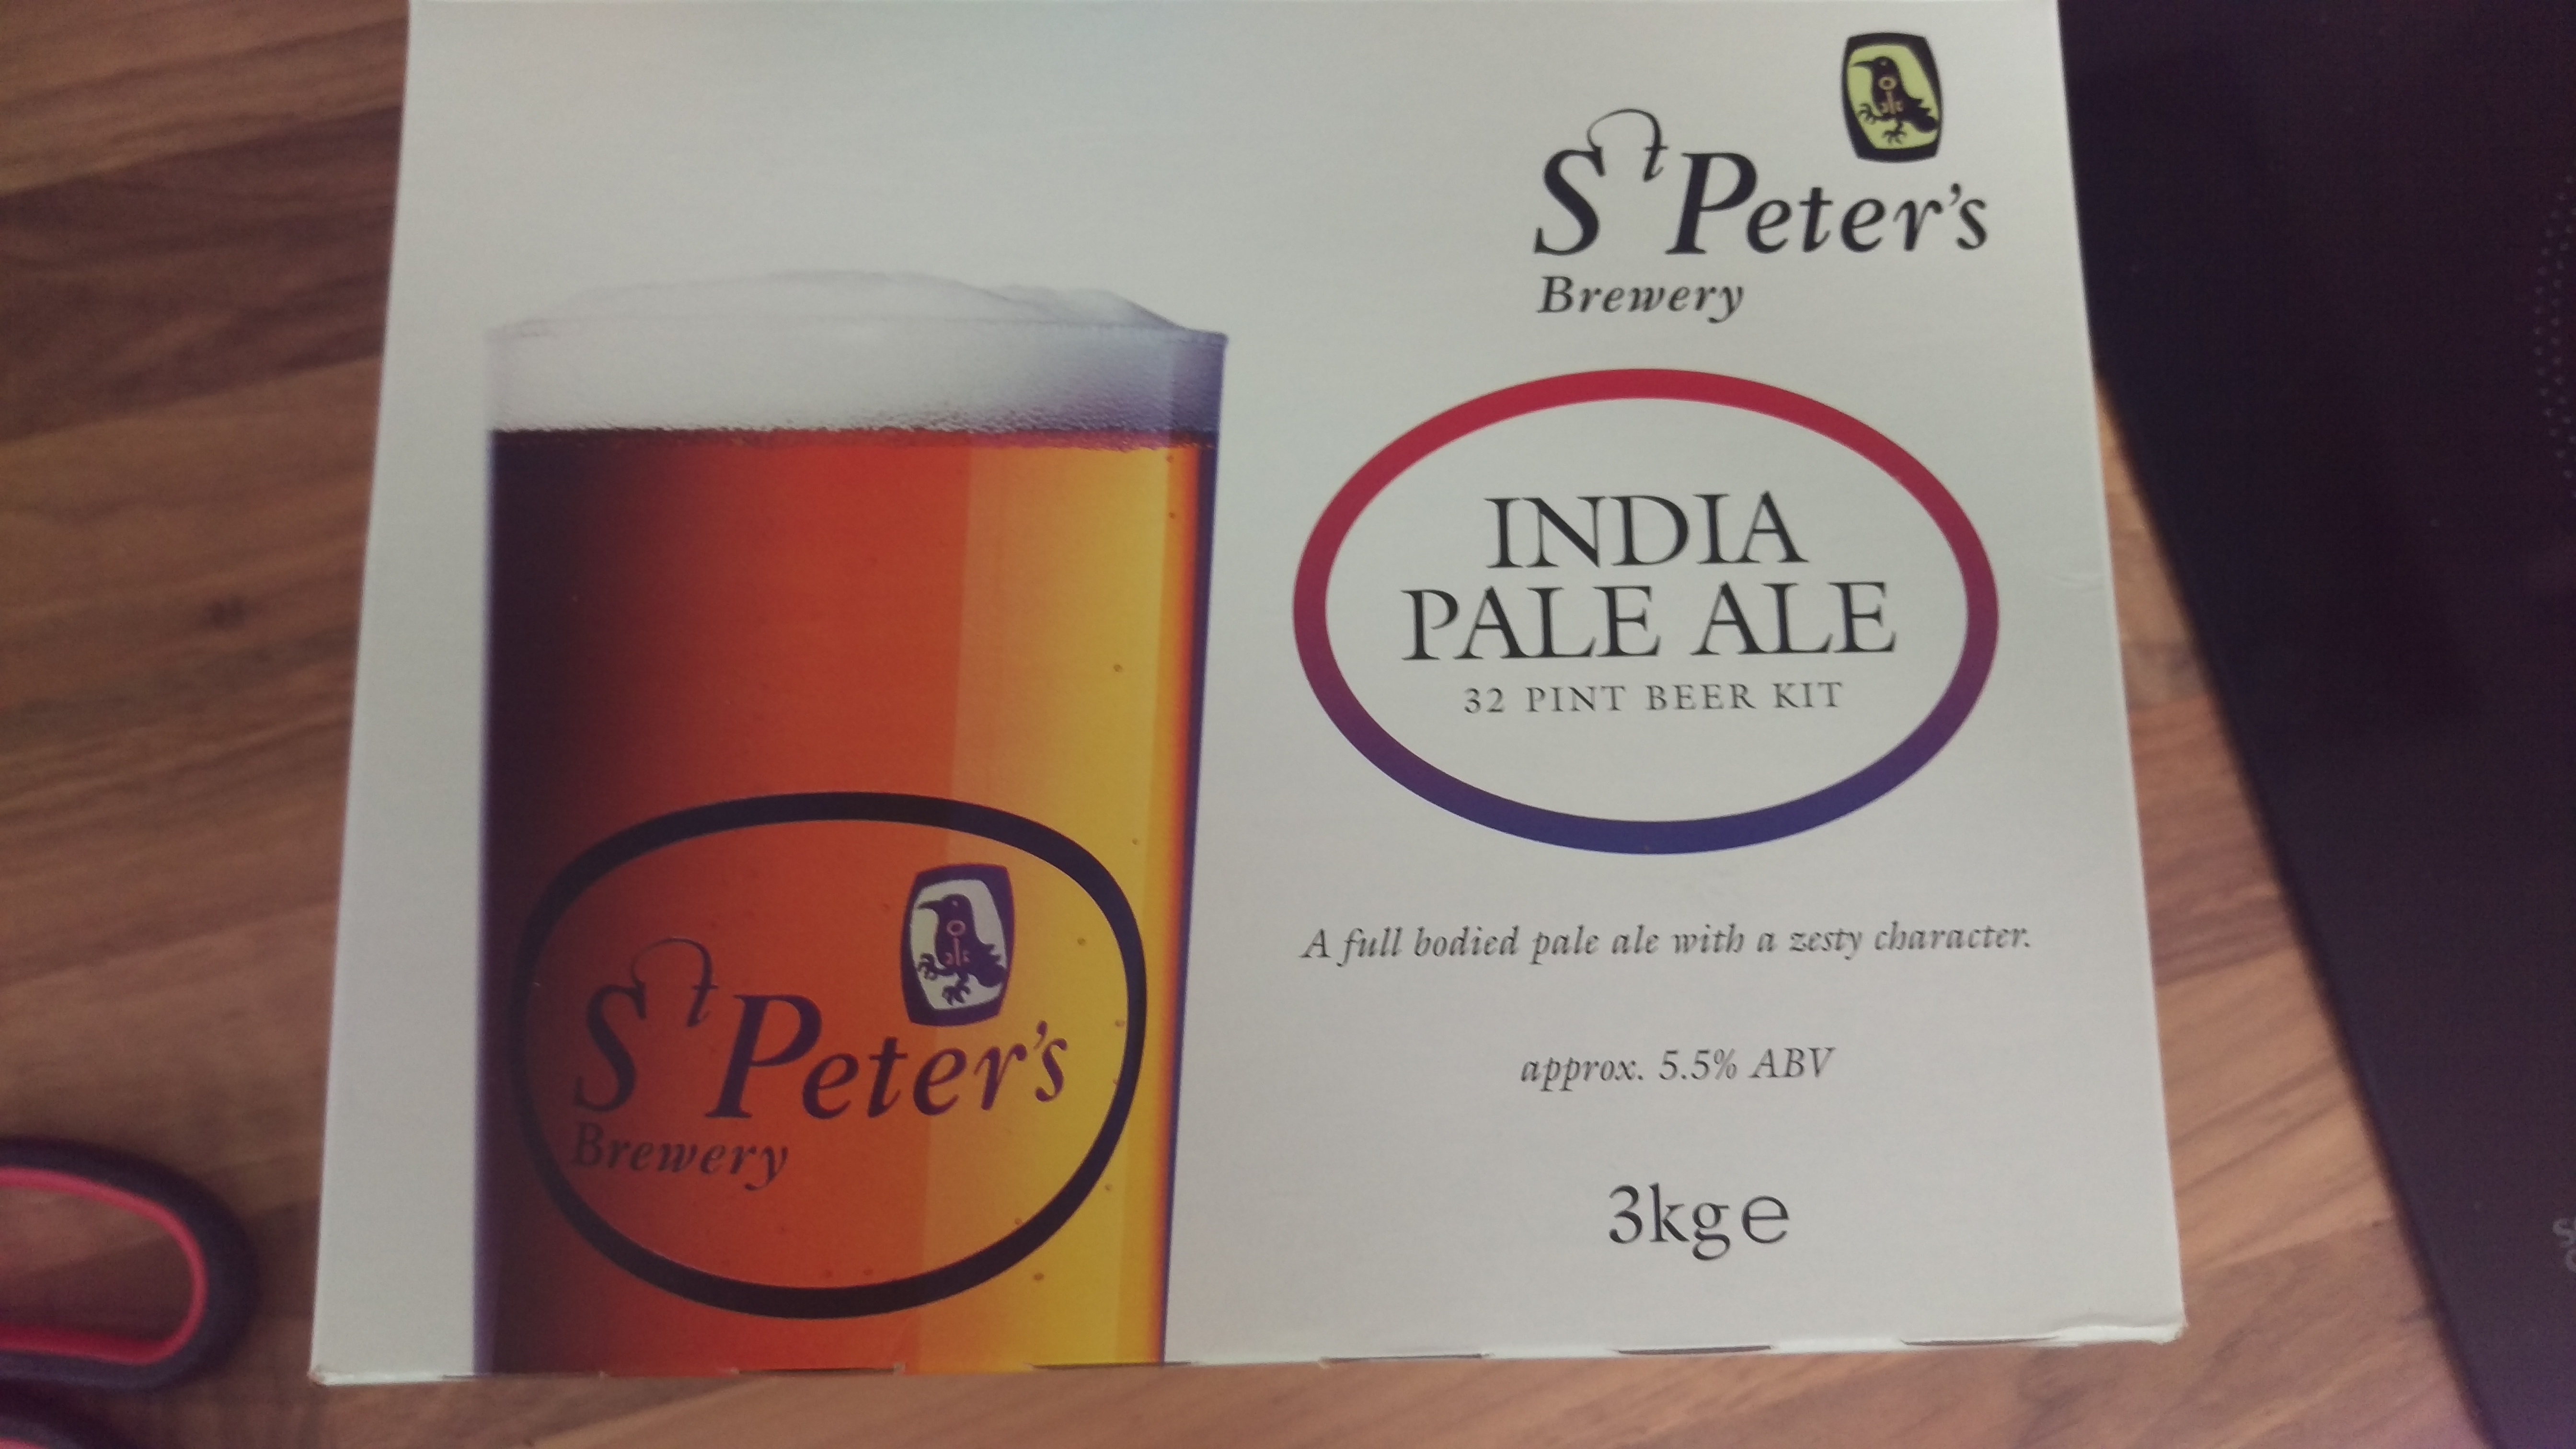 St Peter's
Brewery
INDIA
PALE ALE
32 PINT BEER KIT
A full bodied pale ale with a zesty character.
approx. 5.5% ABV
3kg ℮
St Peter's
Brewery